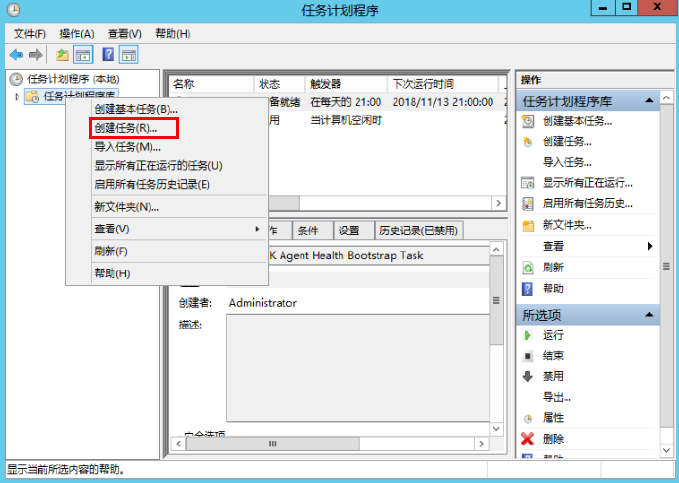 任务计划程序
文件(F) 操作(A) 查看(V) 帮助(H)
任务计划程序 (本地)
任务计划程序库
创建基本任务(B)...
创建任务(R)...
导入任务(M)...
显示所有正在运行的任务(U)
启用所有任务历史记录(E)
新文件夹(N)...
查看(V)
刷新(F)
帮助(H)
名称 状态 触发器 下次运行时间
备就绪 在每天的 21:00 2018/11/13 21:00:00
用 当计算机空闲时
作 条件 设置 历史记录(已禁用)
K Agent Health Bootstrap Task
创建者: Administrator
描述:
安全选项
操作
任务计划程序库
创建基本任务...
创建任务...
导入任务...
显示所有正在运行...
启用所有任务历史...
新文件夹...
查看
刷新
帮助
所选项
运行
结束
禁用
导出...
属性
删除
帮助
显示当前所选内容的帮助。